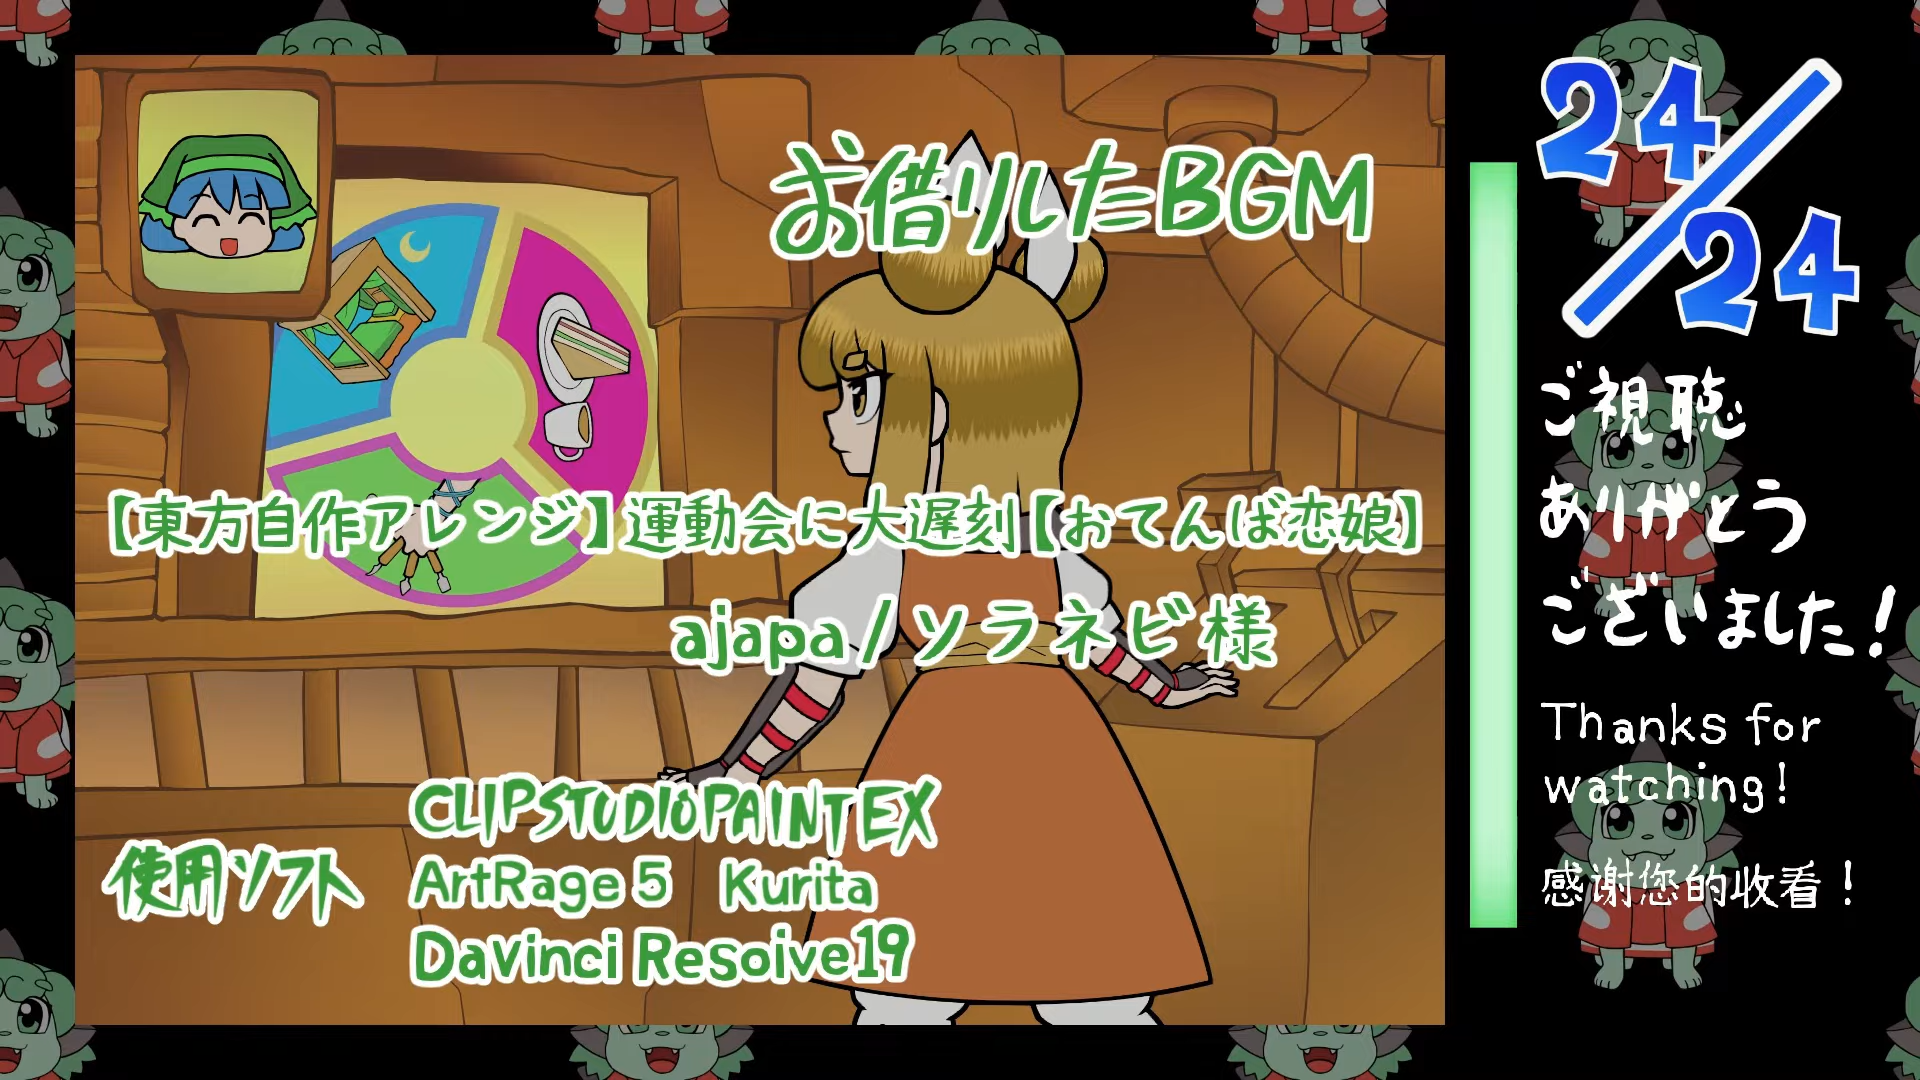 お借りしたBGM
【東方自作アレンジ】運動会に大遅刻【おてんば恋娘】
ajapa/ソラネビ様
使用ソフト
CLIPSTUDIOPAINTEX
ArtRage5 Kurita
Davinci Resoive19
24/24
ご視聴
ありがとう
ございました!
Thanks for
watching!
感谢您的收看!